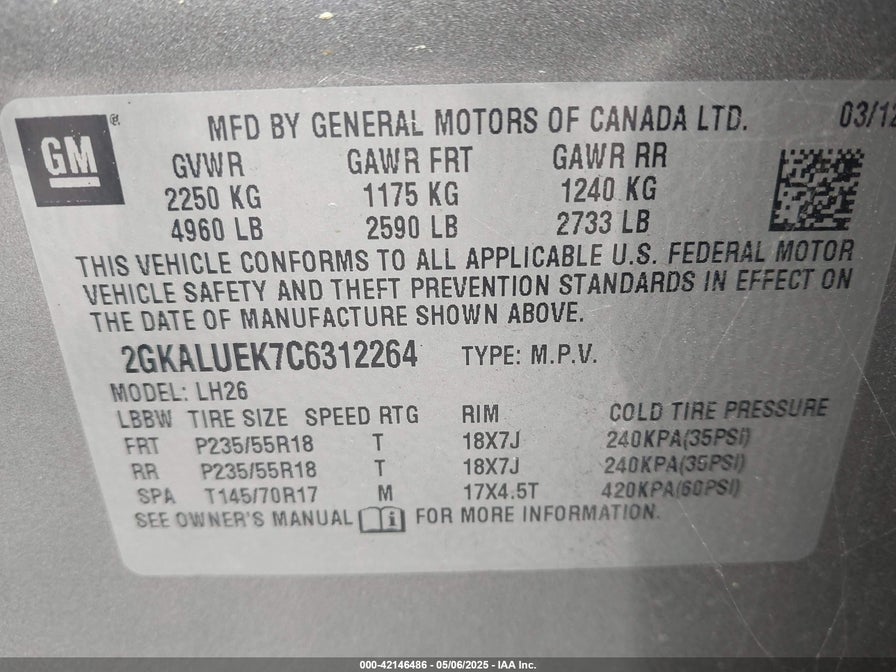 GM ®
MFD BY GENERAL MOTORS OF CANADA LTD. 03/12
GVWR GAWR FRT GAWR RR
2250 KG 1175 KG 1240 KG
4960 LB 2590 LB 2733 LB
THIS VEHICLE CONFORMS TO ALL APPLICABLE U.S. FEDERAL MOTOR
VEHICLE SAFETY AND THEFT PREVENTION STANDARDS IN EFFECT ON
THE DATE OF MANUFACTURE SHOWN ABOVE.
2GKALUEK7C6312264 TYPE: M.P.V.
MODEL: LH26
LBBW TIRE SIZE SPEED RTG RIM COLD TIRE PRESSURE
FRT P235/55R18 T 18X7J 240KPA(35PSI)
RR P235/55R18 T 18X7J 240KPA(35PSI)
SPA T145/70R17 M 17X4.5T 420KPA(60PSI)
SEE OWNER'S MANUAL i FOR MORE INFORMATION.
000-42146486 - 05/06/2025 - IAA Inc.